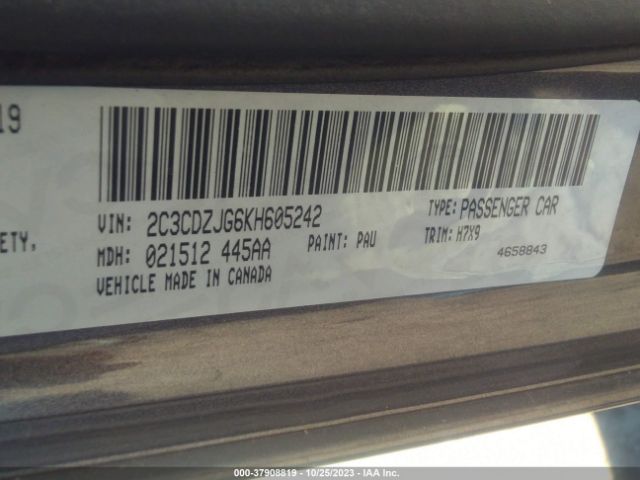 19
VIN: 2C3CDZJG6KH605242
TYPE: PASSENGER CAR
ETY,
MDH: 021512 445AA
PAINT: PAU
TRIM: H7X9
VEHICLE MADE IN CANADA
4658843
000-37908819 / 10/25/2023 / IAA Inc.